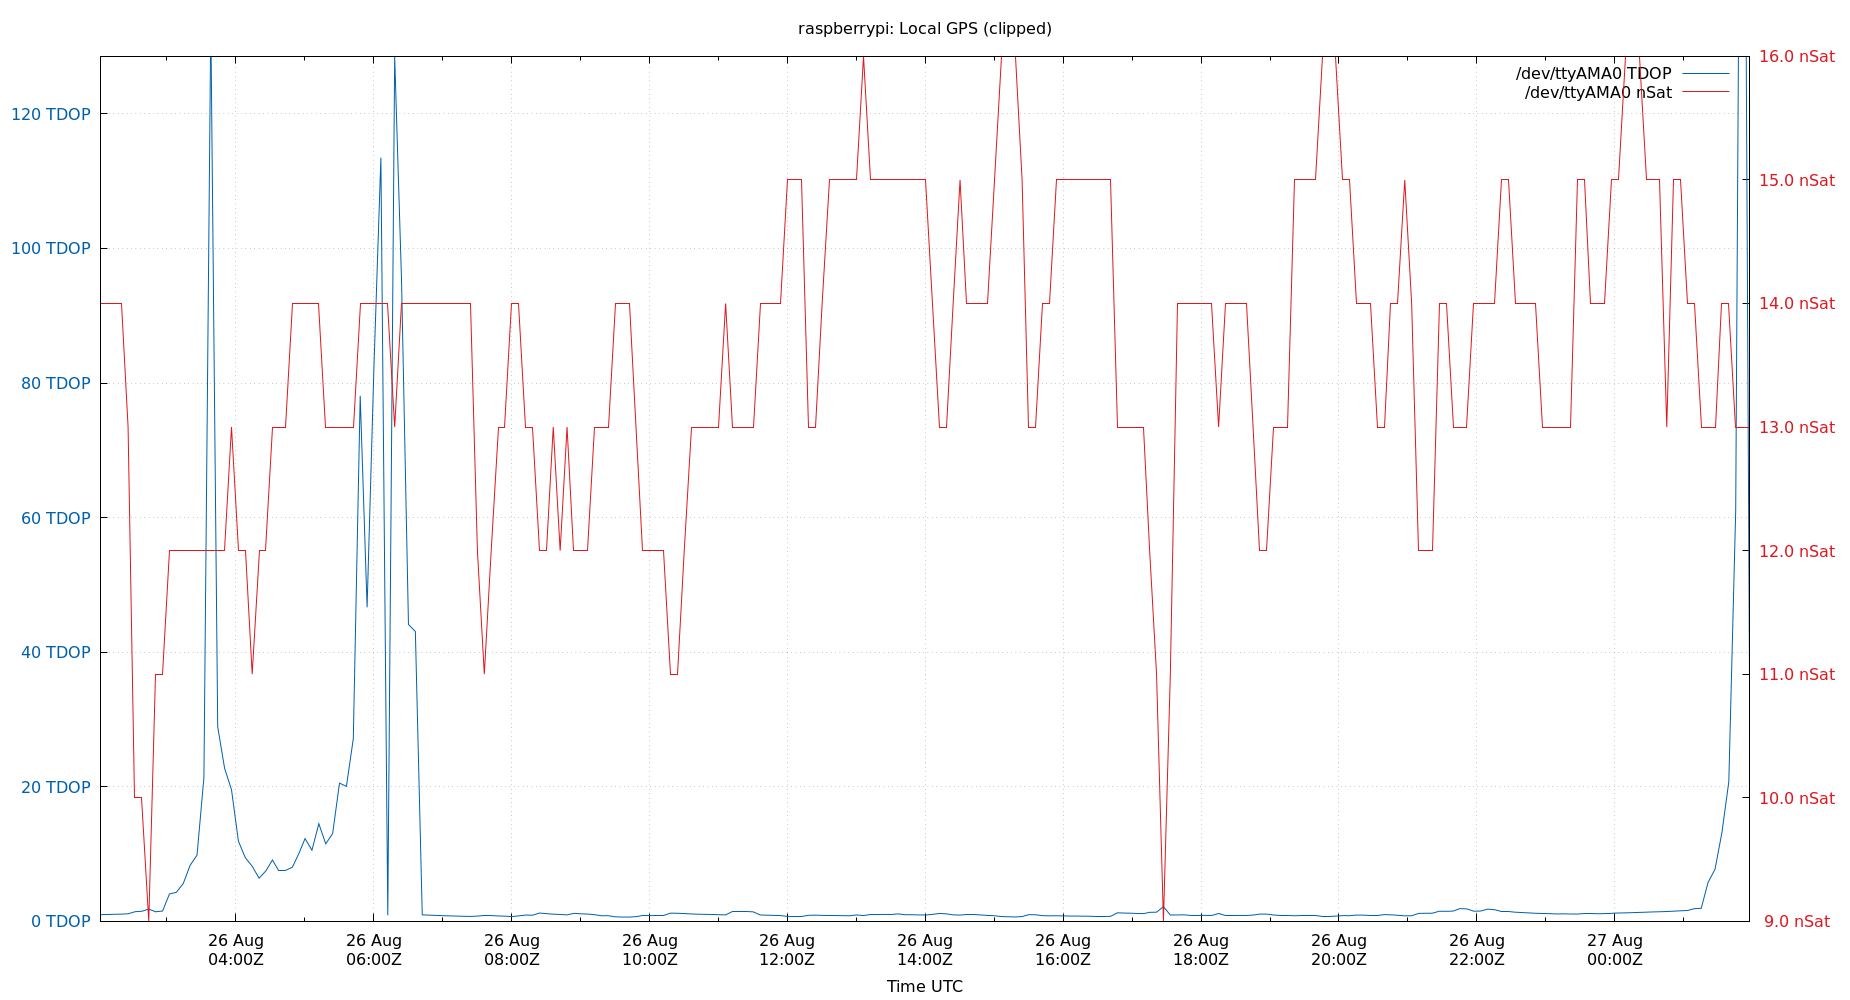 raspberrypi: Local GPS (clipped)
/dev/ttyAMA0 TDOP
/dev/ttyAMA0 nSat
120 TDOP
100 TDOP
80 TDOP
60 TDOP
40 TDOP
20 TDOP
0 TDOP
16.0 nSat
15.0 nSat
14.0 nSat
13.0 nSat
12.0 nSat
11.0 nSat
10.0 nSat
9.0 nSat
26 Aug
04:00Z
26 Aug
06:00Z
26 Aug
08:00Z
26 Aug
10:00Z
26 Aug
12:00Z
26 Aug
14:00Z
26 Aug
16:00Z
26 Aug
18:00Z
26 Aug
20:00Z
26 Aug
22:00Z
27 Aug
00:00Z
Time UTC